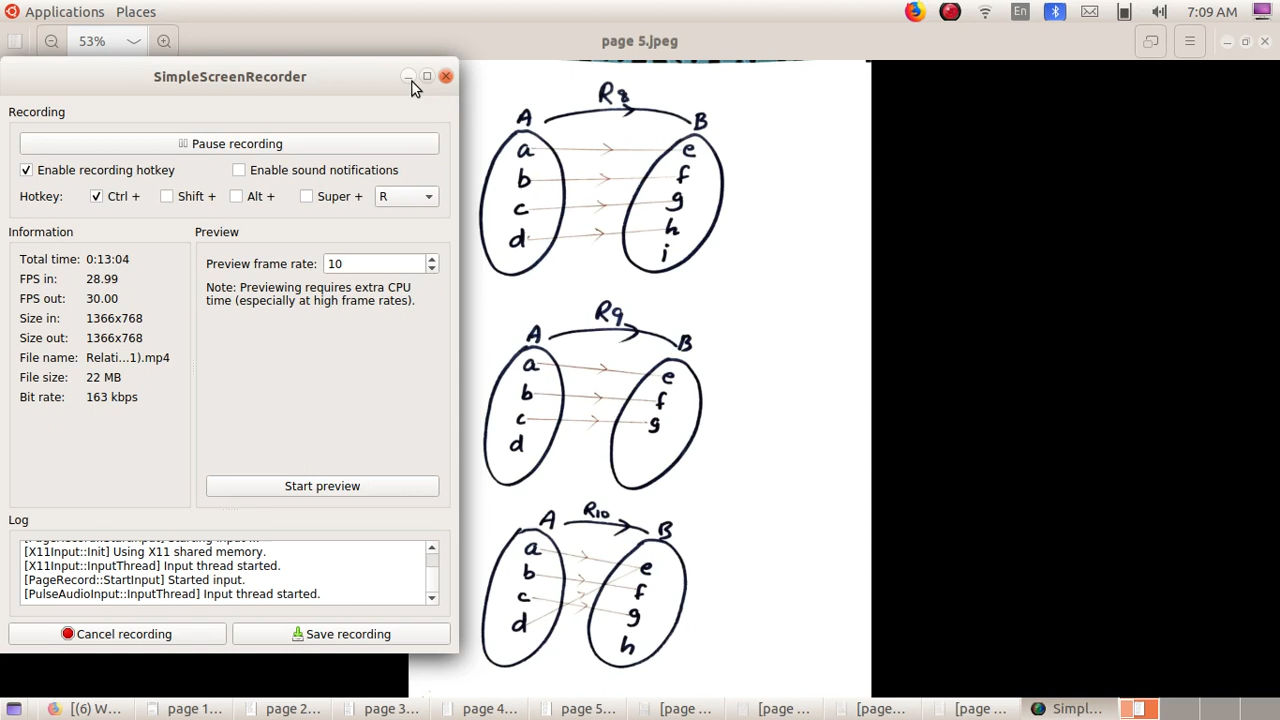 Applications Places
En
7:09 AM
53%
page 5.jpeg
SimpleScreenRecorder
Recording
Pause recording
Enable recording hotkey
Enable sound notifications
Hotkey: Ctrl + Shift + Alt + Super + R
Information
Total time: 0:13:04
FPS in: 28.99
FPS out: 30.00
Size in: 1366x768
Size out: 1366x768
File name: Relati...1).mp4
File size: 22 MB
Bit rate: 163 kbps
Preview
Preview frame rate: 10
Note: Previewing requires extra CPU
time (especially at high frame rates).
Start preview
Log
[X11Input::Init] Using X11 shared memory.
[X11Input::InputThread] Input thread started.
[PageRecord::StartInput] Started input.
[PulseAudioInput::InputThread] Input thread started.
Cancel recording
Save recording
R8
A B
a e
b f
c g
d h
i
R9
A B
a e
b f
c g
d
R10
A B
a e
b f
c g
d h
[(6) W... page 1... page 2... page 3... page 4... page 5... [page ... [page ... [page... [page ... Simpl...